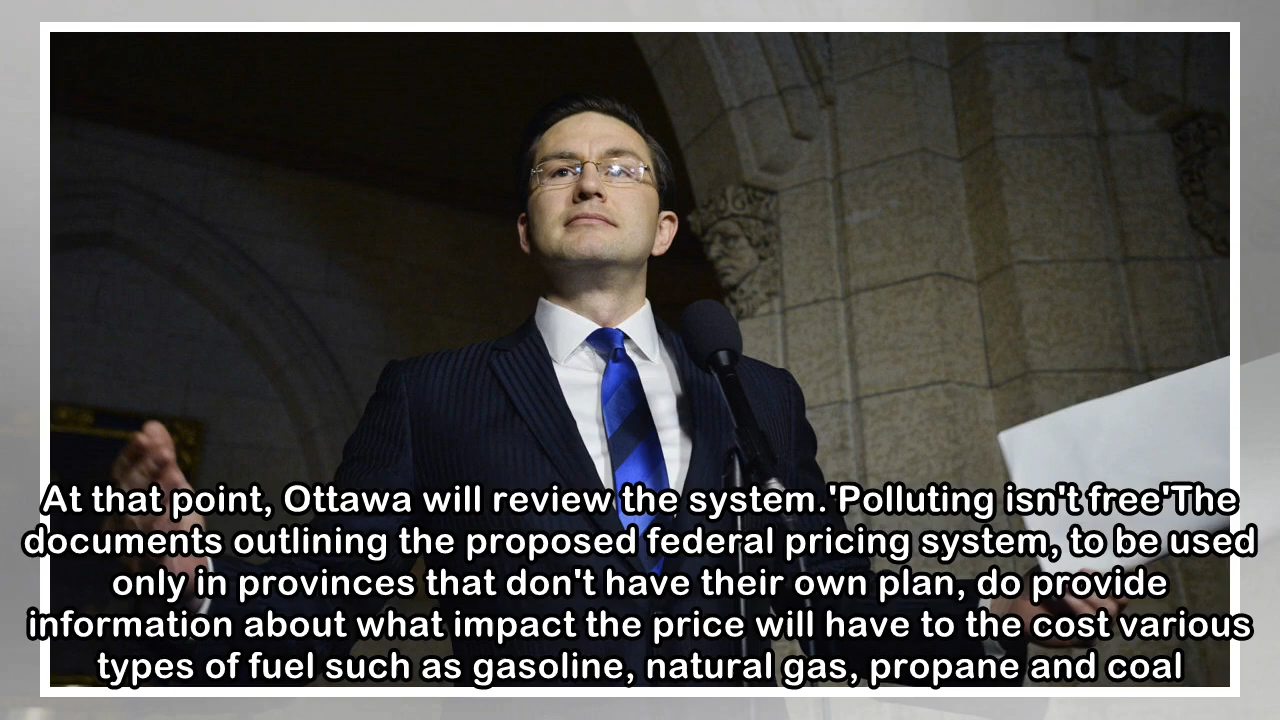 At that point, Ottawa will review the system.'Polluting isn't free'The
documents outlining the proposed federal pricing system, to be used
only in provinces that don't have their own plan, do provide
information about what impact the price will have to the cost various
types of fuel such as gasoline, natural gas, propane and coal